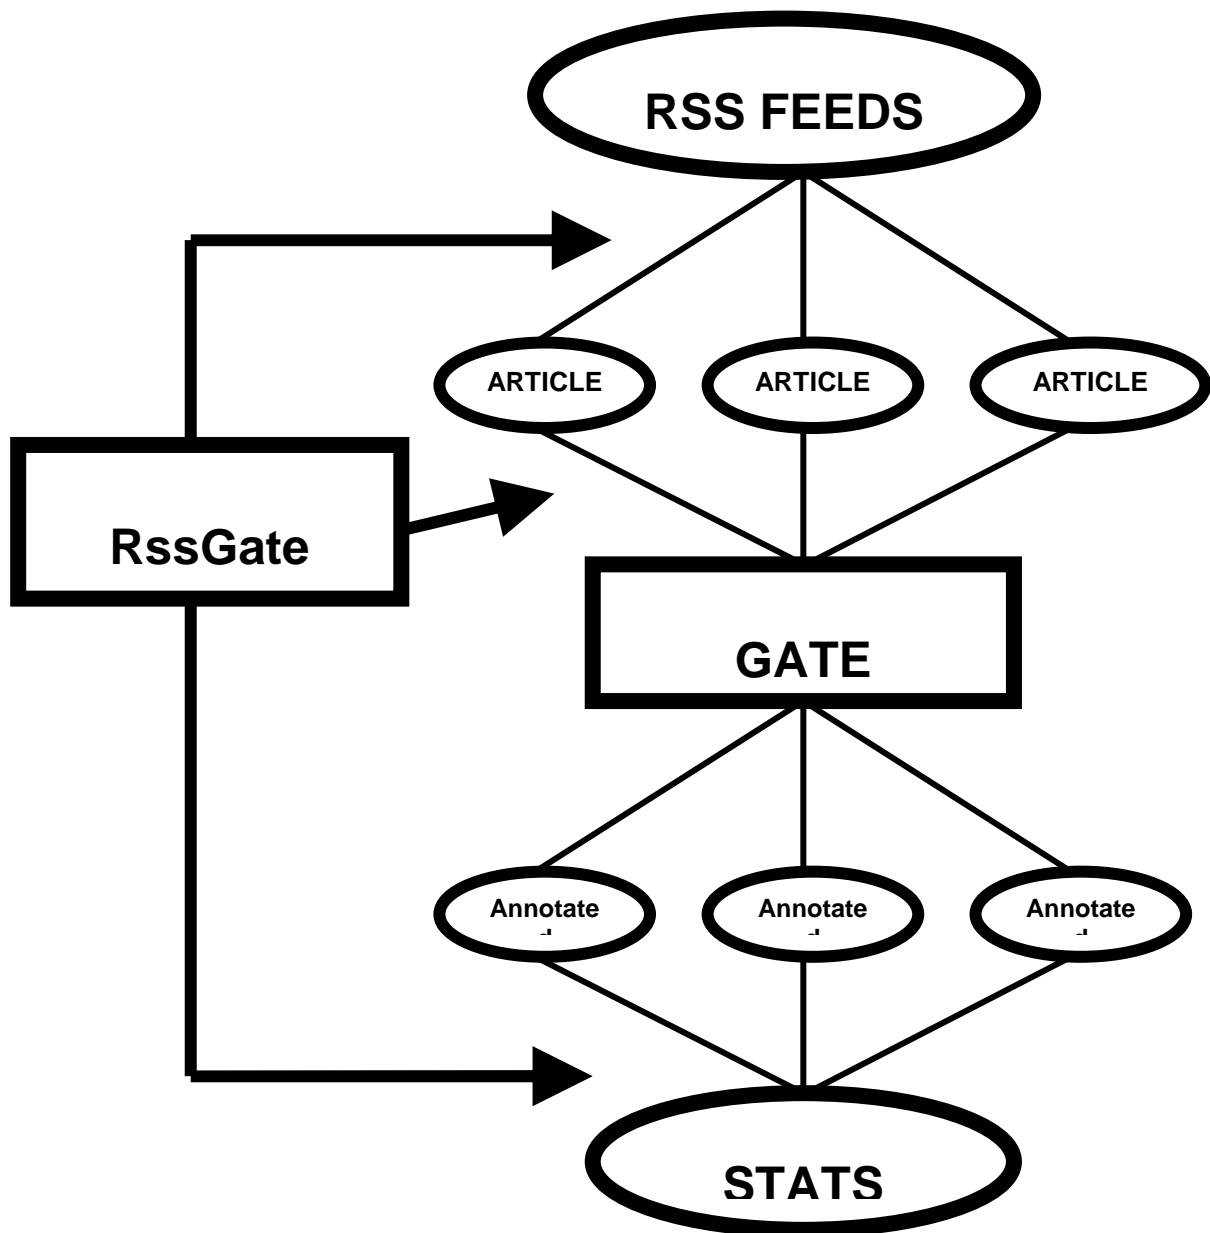 RSS FEEDS
ARTICLE
ARTICLE
ARTICLE
RssGate
GATE
Annotate
d
Annotate
d
Annotate
d
STATS